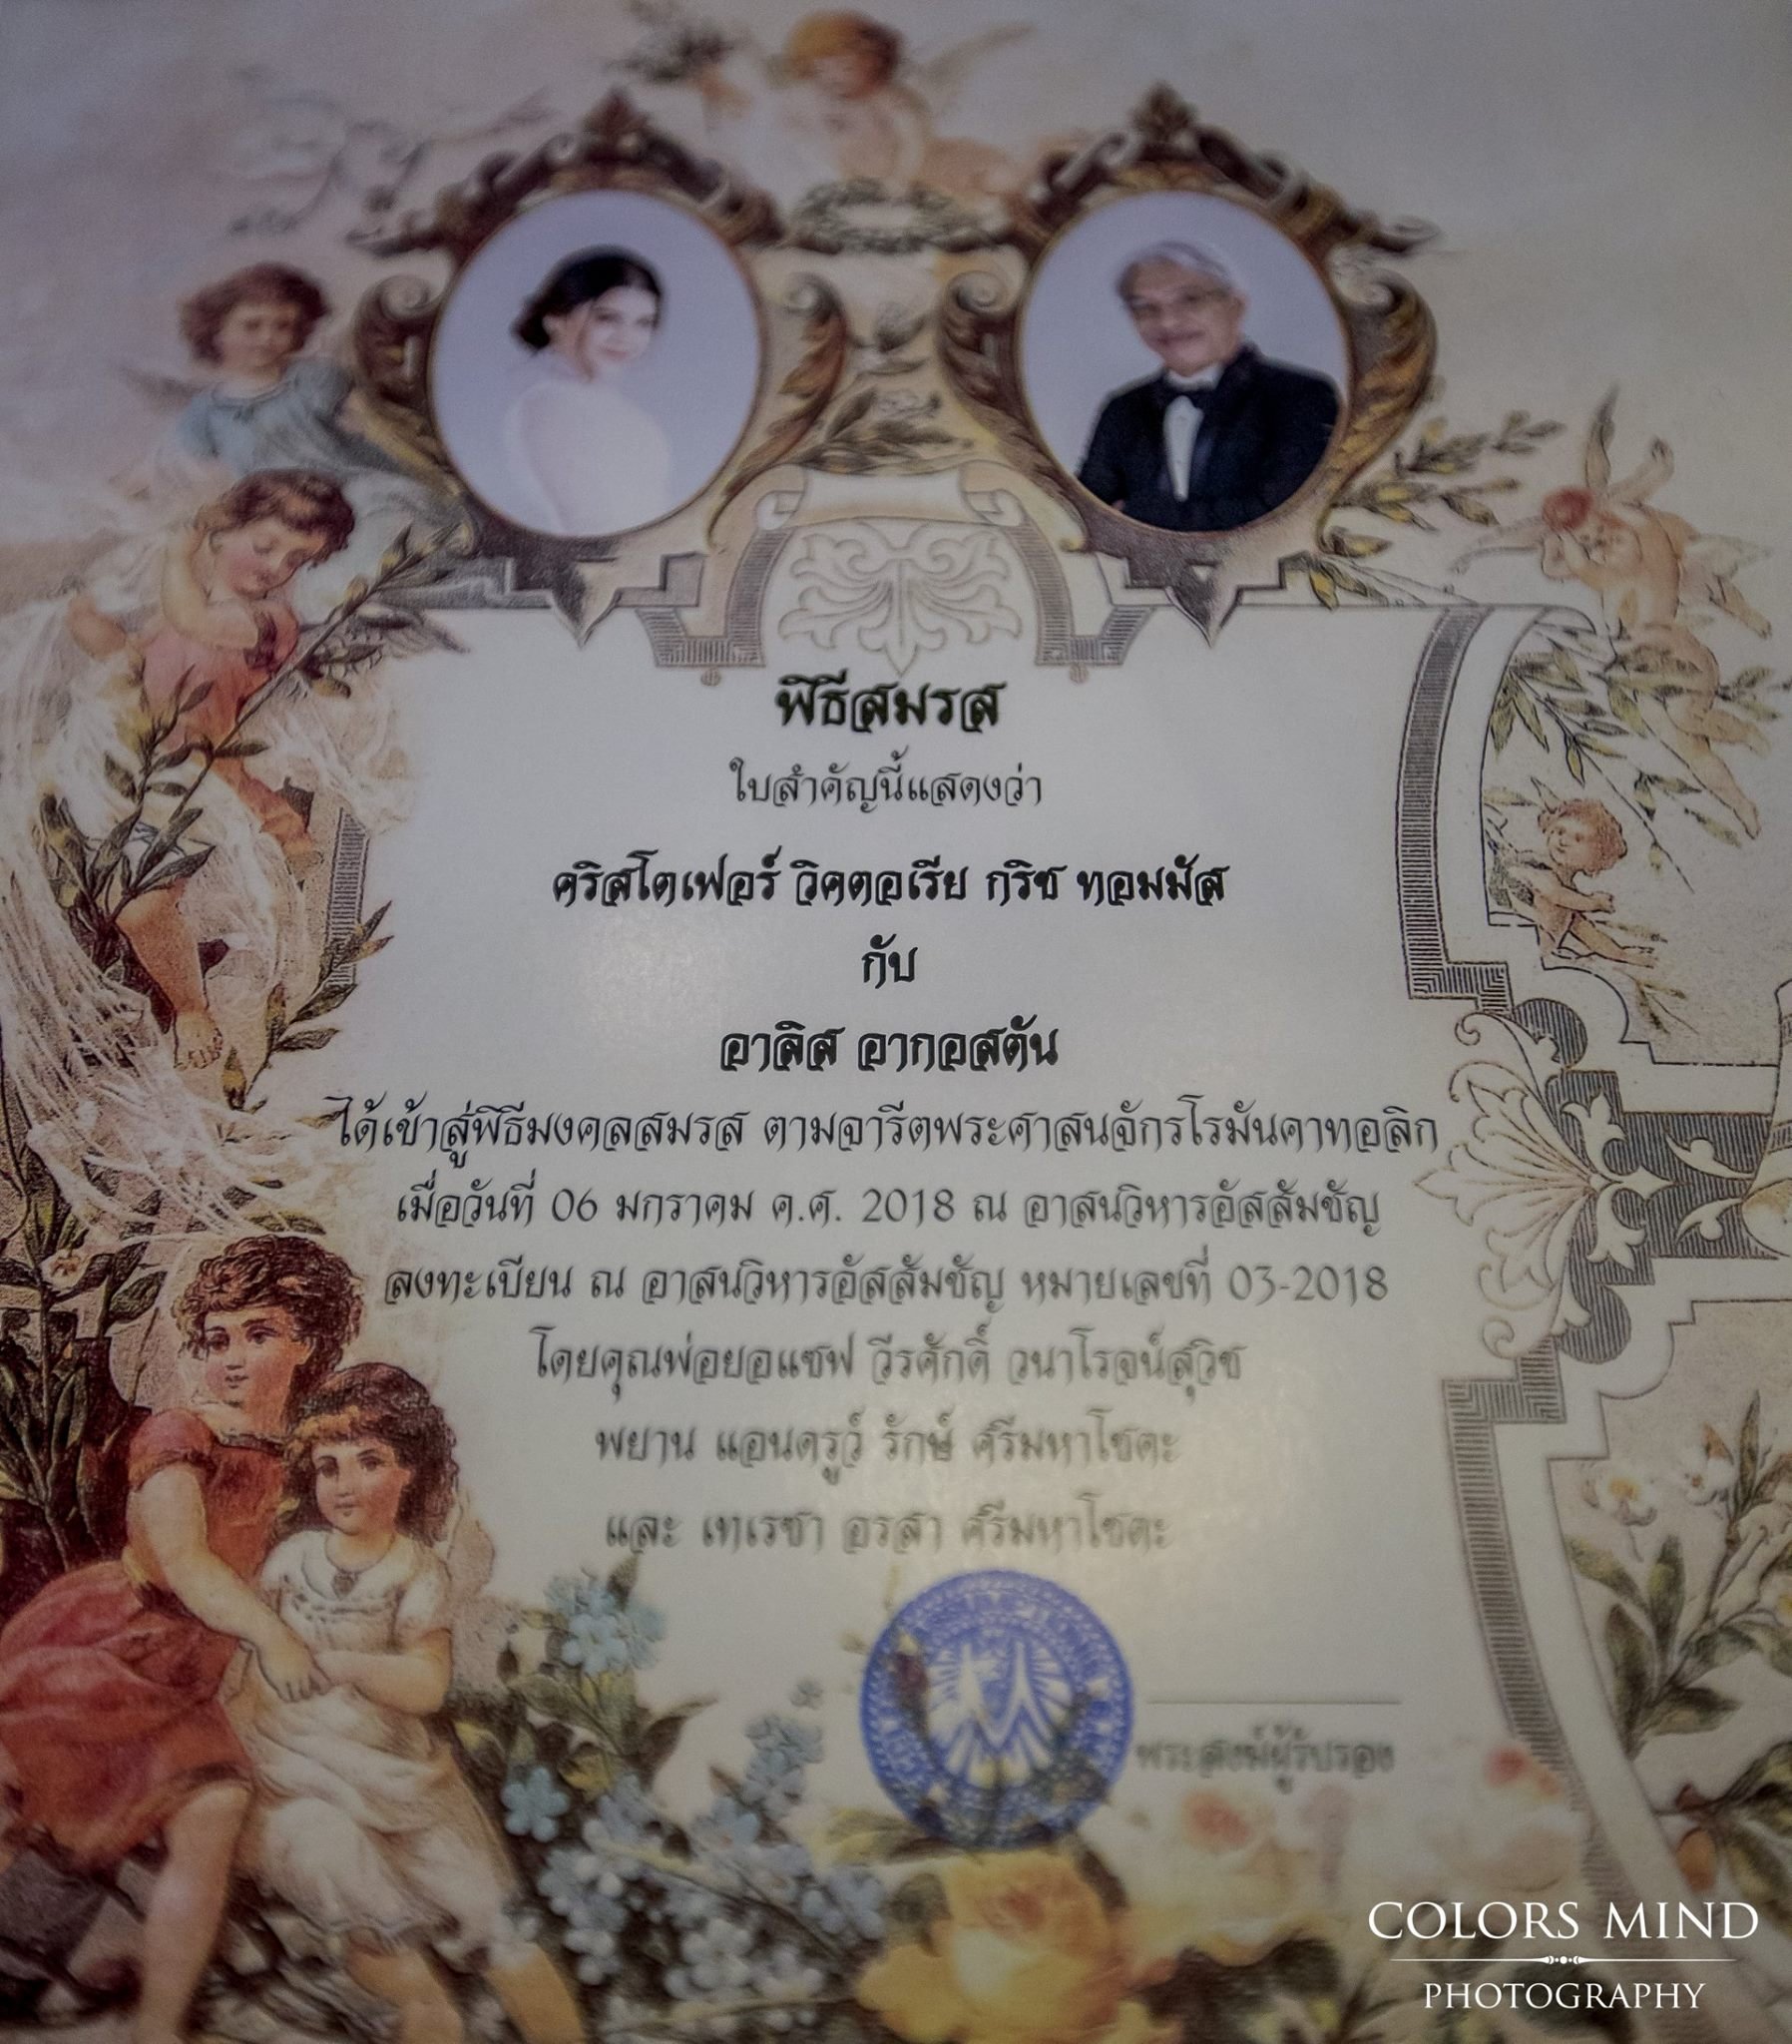 พิธีสมรส
ใบสำคัญนี้แสดงว่า
คริสโตเฟอร์ วิคตอเรีย กริช ทอมมัส
กับ
อาลิส อากอสตัน
ได้เข้าสู่พิธีมงคลสมรส ตามจารีตพระศาสนจักรโรมันคาทอลิก
เมื่อวันที่ 06 มกราคม ค.ศ. 2018 ณ อาสนวิหารอัสสัมชัญ
ลงทะเบียน ณ อาสนวิหารอัสสัมชัญ หมายเลขที่ 03-2018
โดยคุณพ่อยอแซฟ วีรศักดิ์ วนาโรจน์สุวิช
พยาน แอนดรูว์ รักษ์ ศรีมหาโชตะ
และ เทเรซา อรสา ศรีมหาโชตะ
พระสงฆ์ผู้รับรอง
COLORS MIND
PHOTOGRAPHY